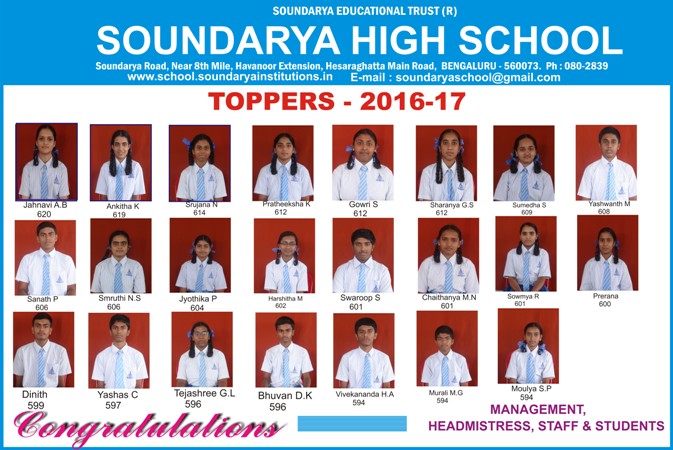 SOUNDARYA EDUCATIONAL TRUST (R)
SOUNDARYA HIGH SCHOOL
Soundarya Road, Near 8th Mile, Havanoor Extension, Hesaraghatta Main Road, BENGALURU - 560073. Ph : 080-2839
www.school.soundaryainstitutions.in E-mail : soundaryaschool@gmail.com
TOPPERS - 2016-17
Jahnavi A.B Ankitha K Srujana N Pratheeksha K Gowri S Sharanya G.S Sumedha S Yashwanth M
620 619 614 612 612 612 609 608
Sanath P Smruthi N.S Jyothika P Harshitha M Swaroop S Chaithanya M.N Sowmya R Prerana
606 606 604 602 601 601 601 600
Dinith Yashas C Tejashree G.L Bhuvan D.K Vivekananda H.A Murali M.G Moulya S.P
599 597 596 596 594 594 594
Congratulations
MANAGEMENT,
HEADMISTRESS, STAFF & STUDENTS